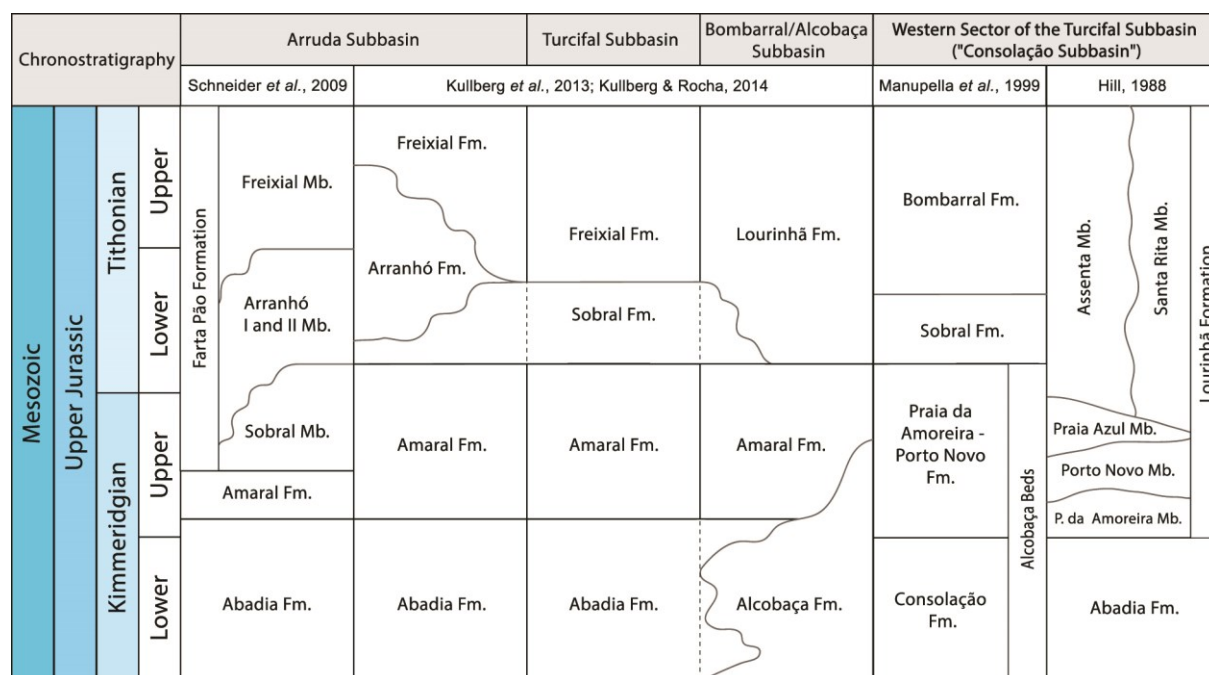 Chronostratigraphy
Arruda Subbasin
Turcifal Subbasin
Bombarral/Alcobaça
Subbasin
Western Sector of the Turcifal Subbasin
("Consolação Subbasin")
Schneider et al., 2009
Kullberg et al., 2013; Kullberg & Rocha, 2014
Manupella et al., 1999
Hill, 1988
Mesozoic
Upper Jurassic
Tithonian
Kimmeridgian
Upper
Lower
Upper
Lower
Farta Pão Formation
Freixial Mb.
Arranhó
I and II Mb.
Sobral Mb.
Amaral Fm.
Abadia Fm.
Freixial Fm.
Arranhó Fm.
Amaral Fm.
Abadia Fm.
Freixial Fm.
Sobral Fm.
Amaral Fm.
Abadia Fm.
Lourinhã Fm.
Amaral Fm.
Alcobaça Fm.
Bombarral Fm.
Sobral Fm.
Praia da
Amoreira -
Porto Novo
Fm.
Consolação
Fm.
Alcobaça Beds
Assenta Mb.
Santa Rita Mb.
Praia Azul Mb.
Porto Novo Mb.
P. da Amoreira Mb.
Abadia Fm.
Lourinhã Formation